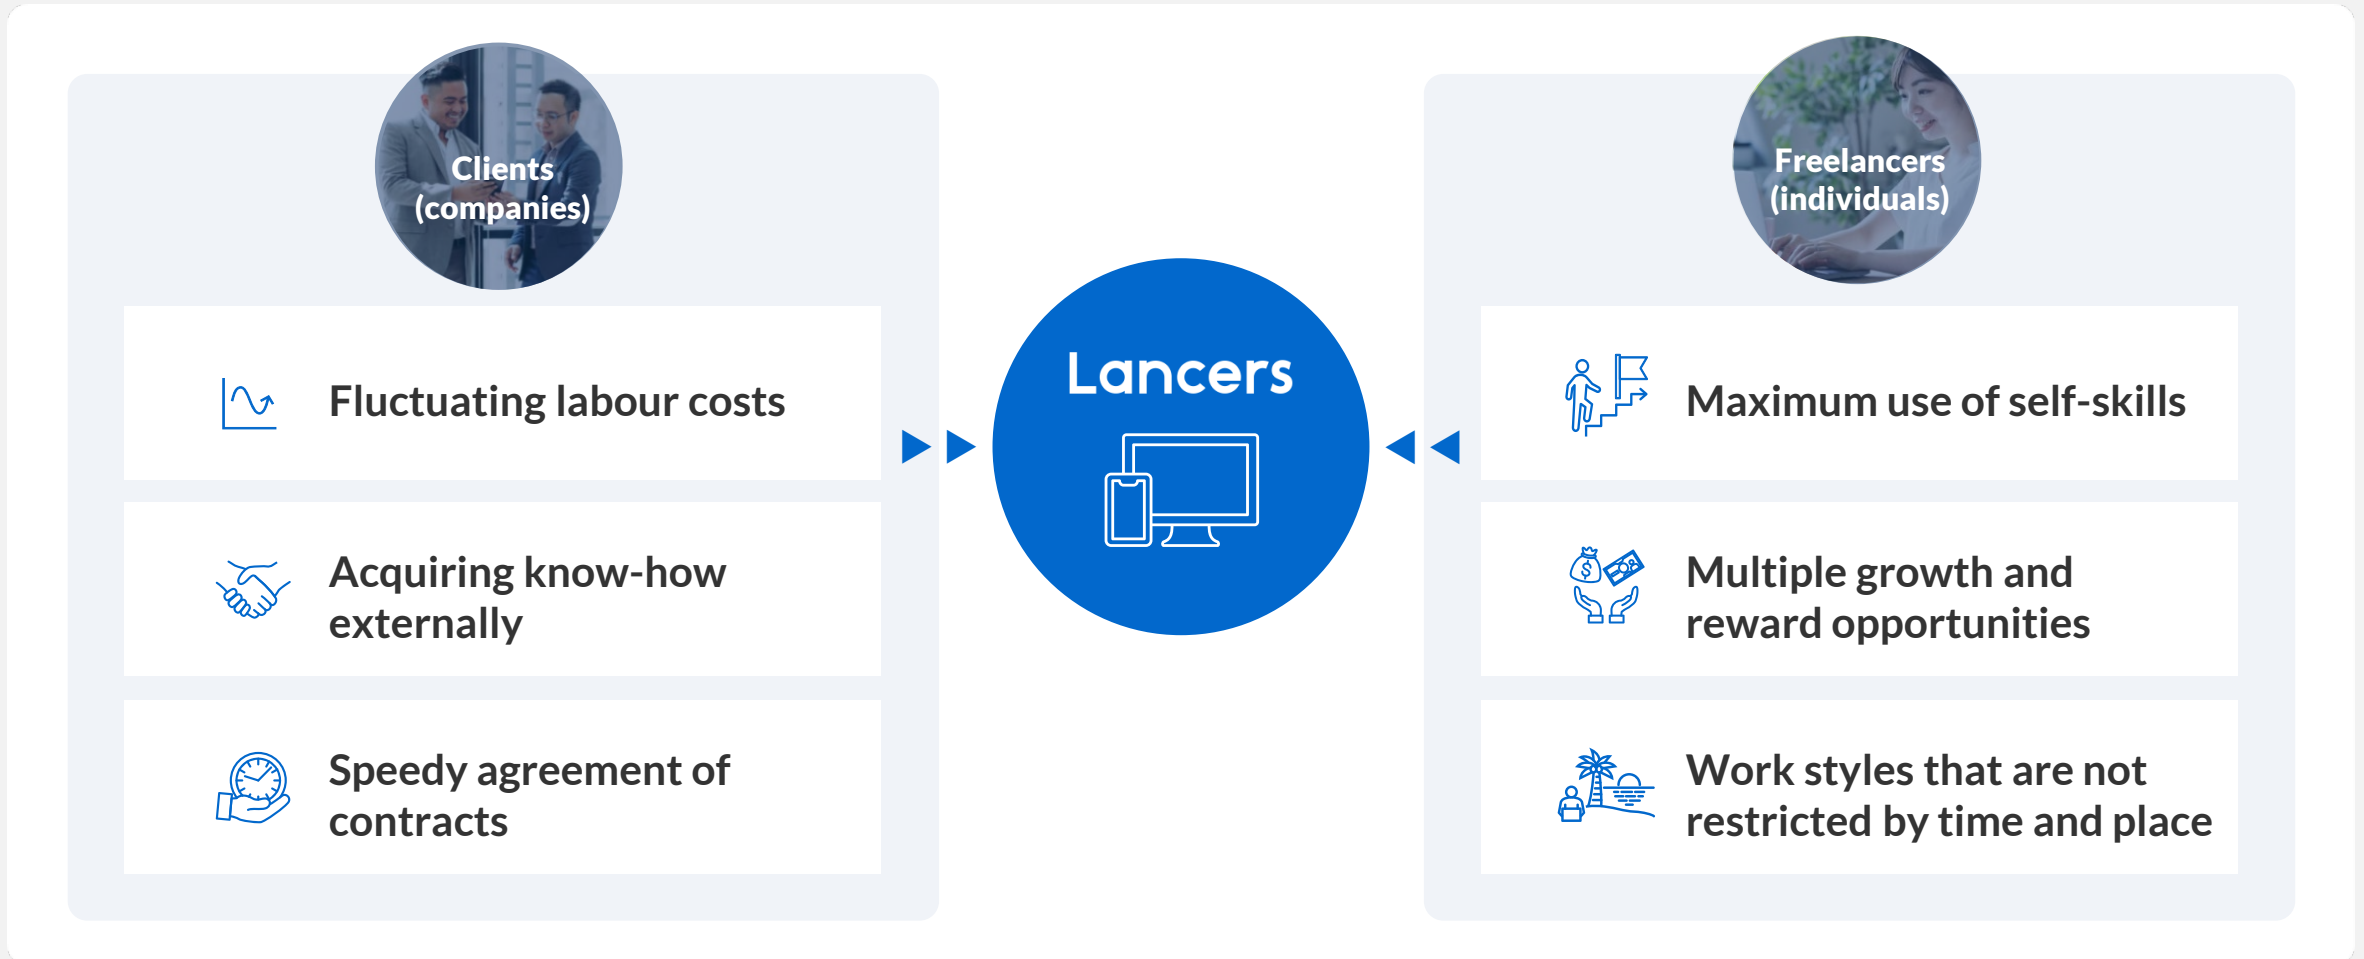 Clients
(companies)
Fluctuating labour costs
Acquiring know-how
externally
Speedy agreement of
contracts
Lancers
Freelancers
(individuals)
Maximum use of self-skills
Multiple growth and
reward opportunities
Work styles that are not
restricted by time and place